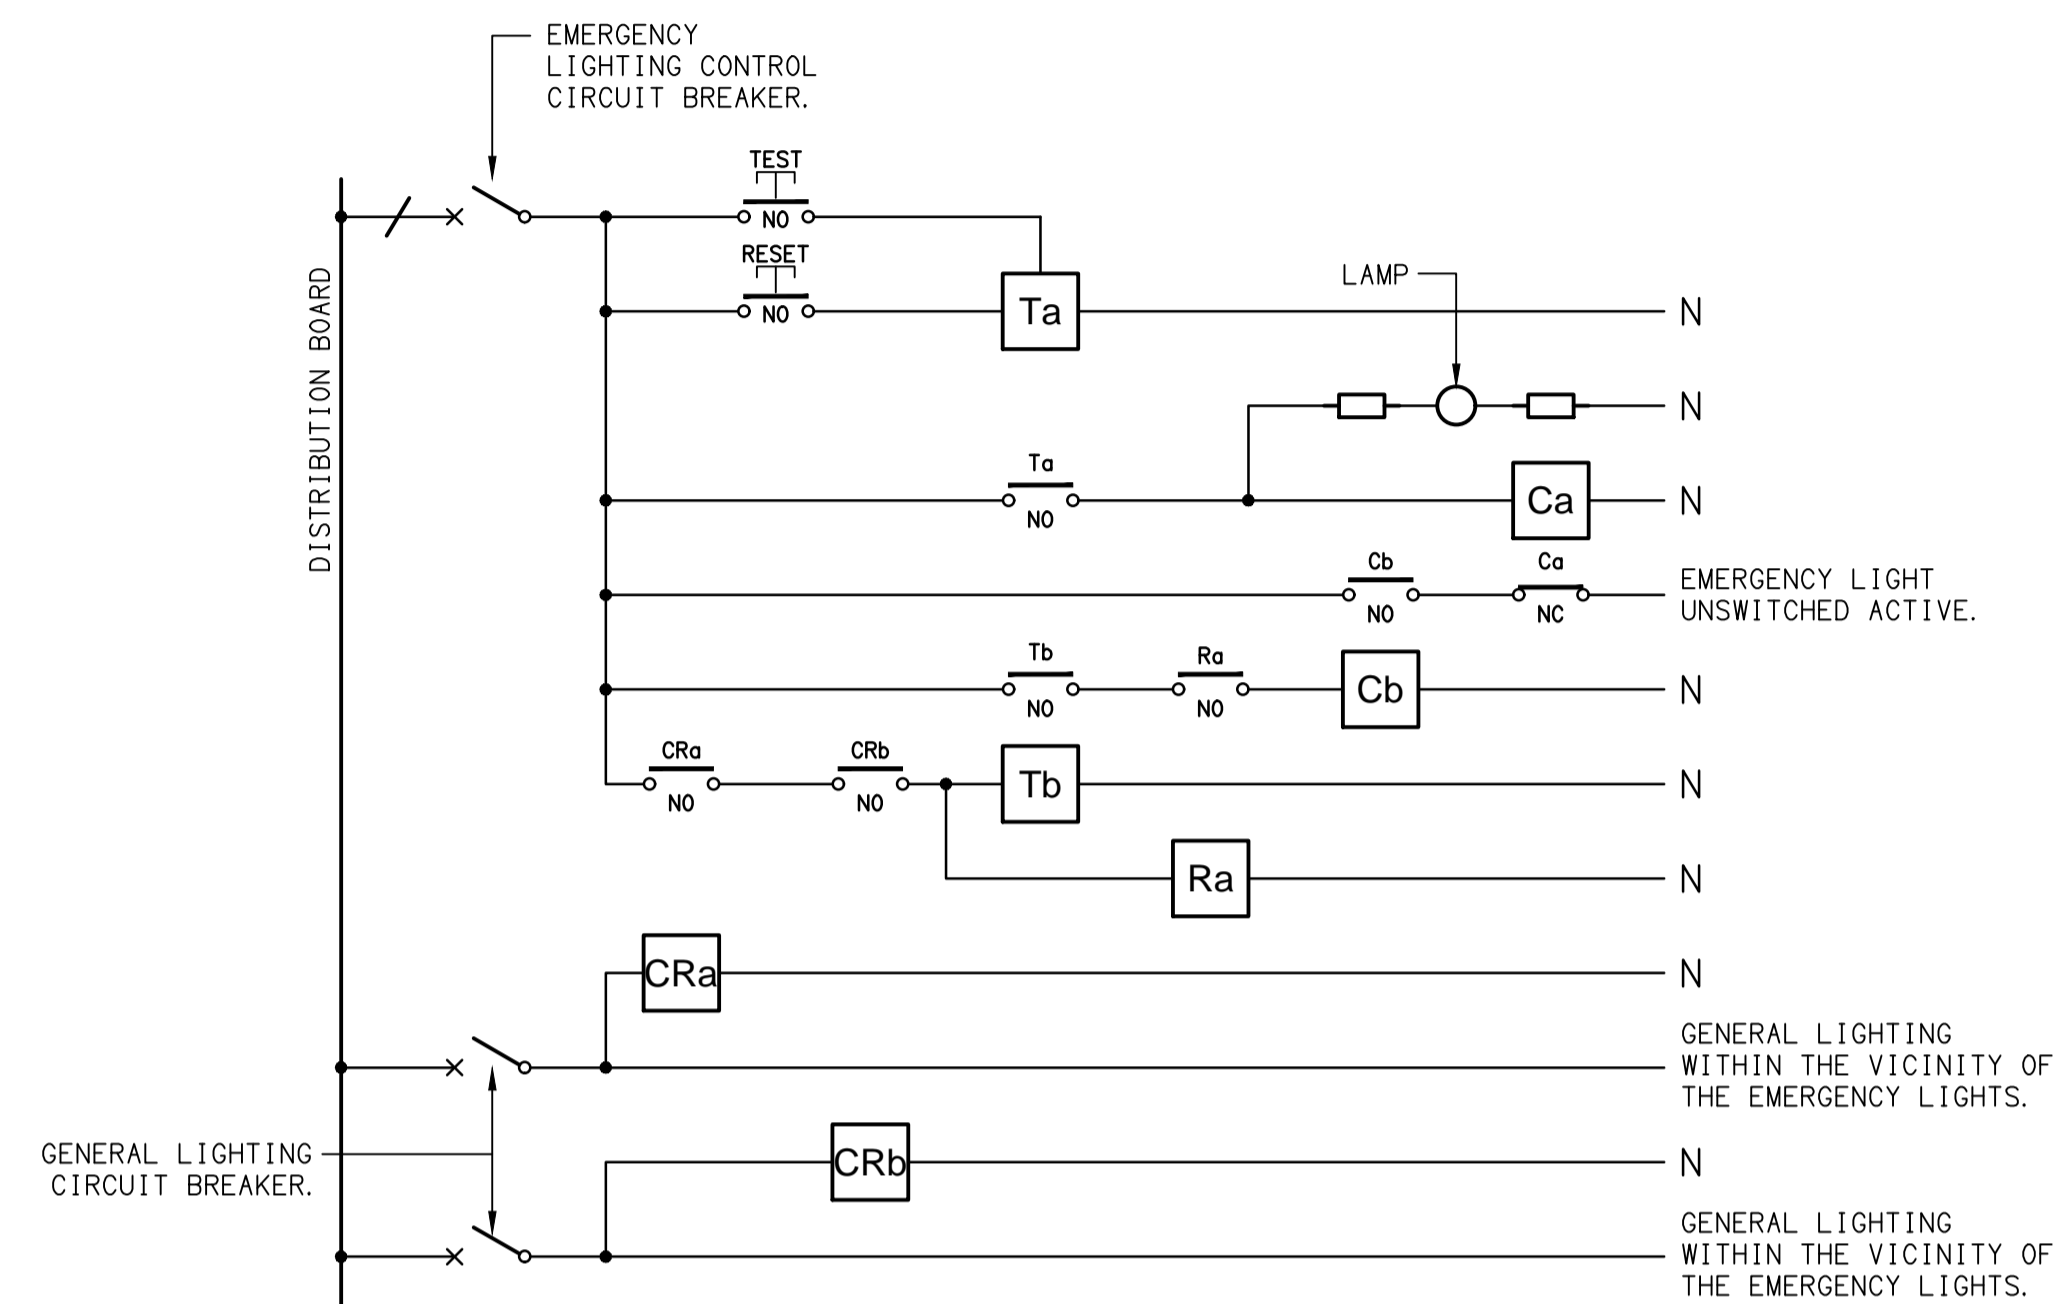 EMERGENCY
LIGHTING CONTROL
CIRCUIT BREAKER.
TEST
NO
RESET
NO
Ta
N
DISTRIBUTION BOARD
LAMP
N
Ta
NO
Ca
N
Cb
NO
Ca
NC
EMERGENCY LIGHT
UNSWITCHED ACTIVE.
Tb
NO
Ra
NO
Cb
N
CRa
NO
CRb
NO
Tb
N
Ra
N
CRa
N
GENERAL LIGHTING
WITHIN THE VICINITY OF
THE EMERGENCY LIGHTS.
GENERAL LIGHTING
CIRCUIT BREAKER.
CRb
N
GENERAL LIGHTING
WITHIN THE VICINITY OF
THE EMERGENCY LIGHTS.